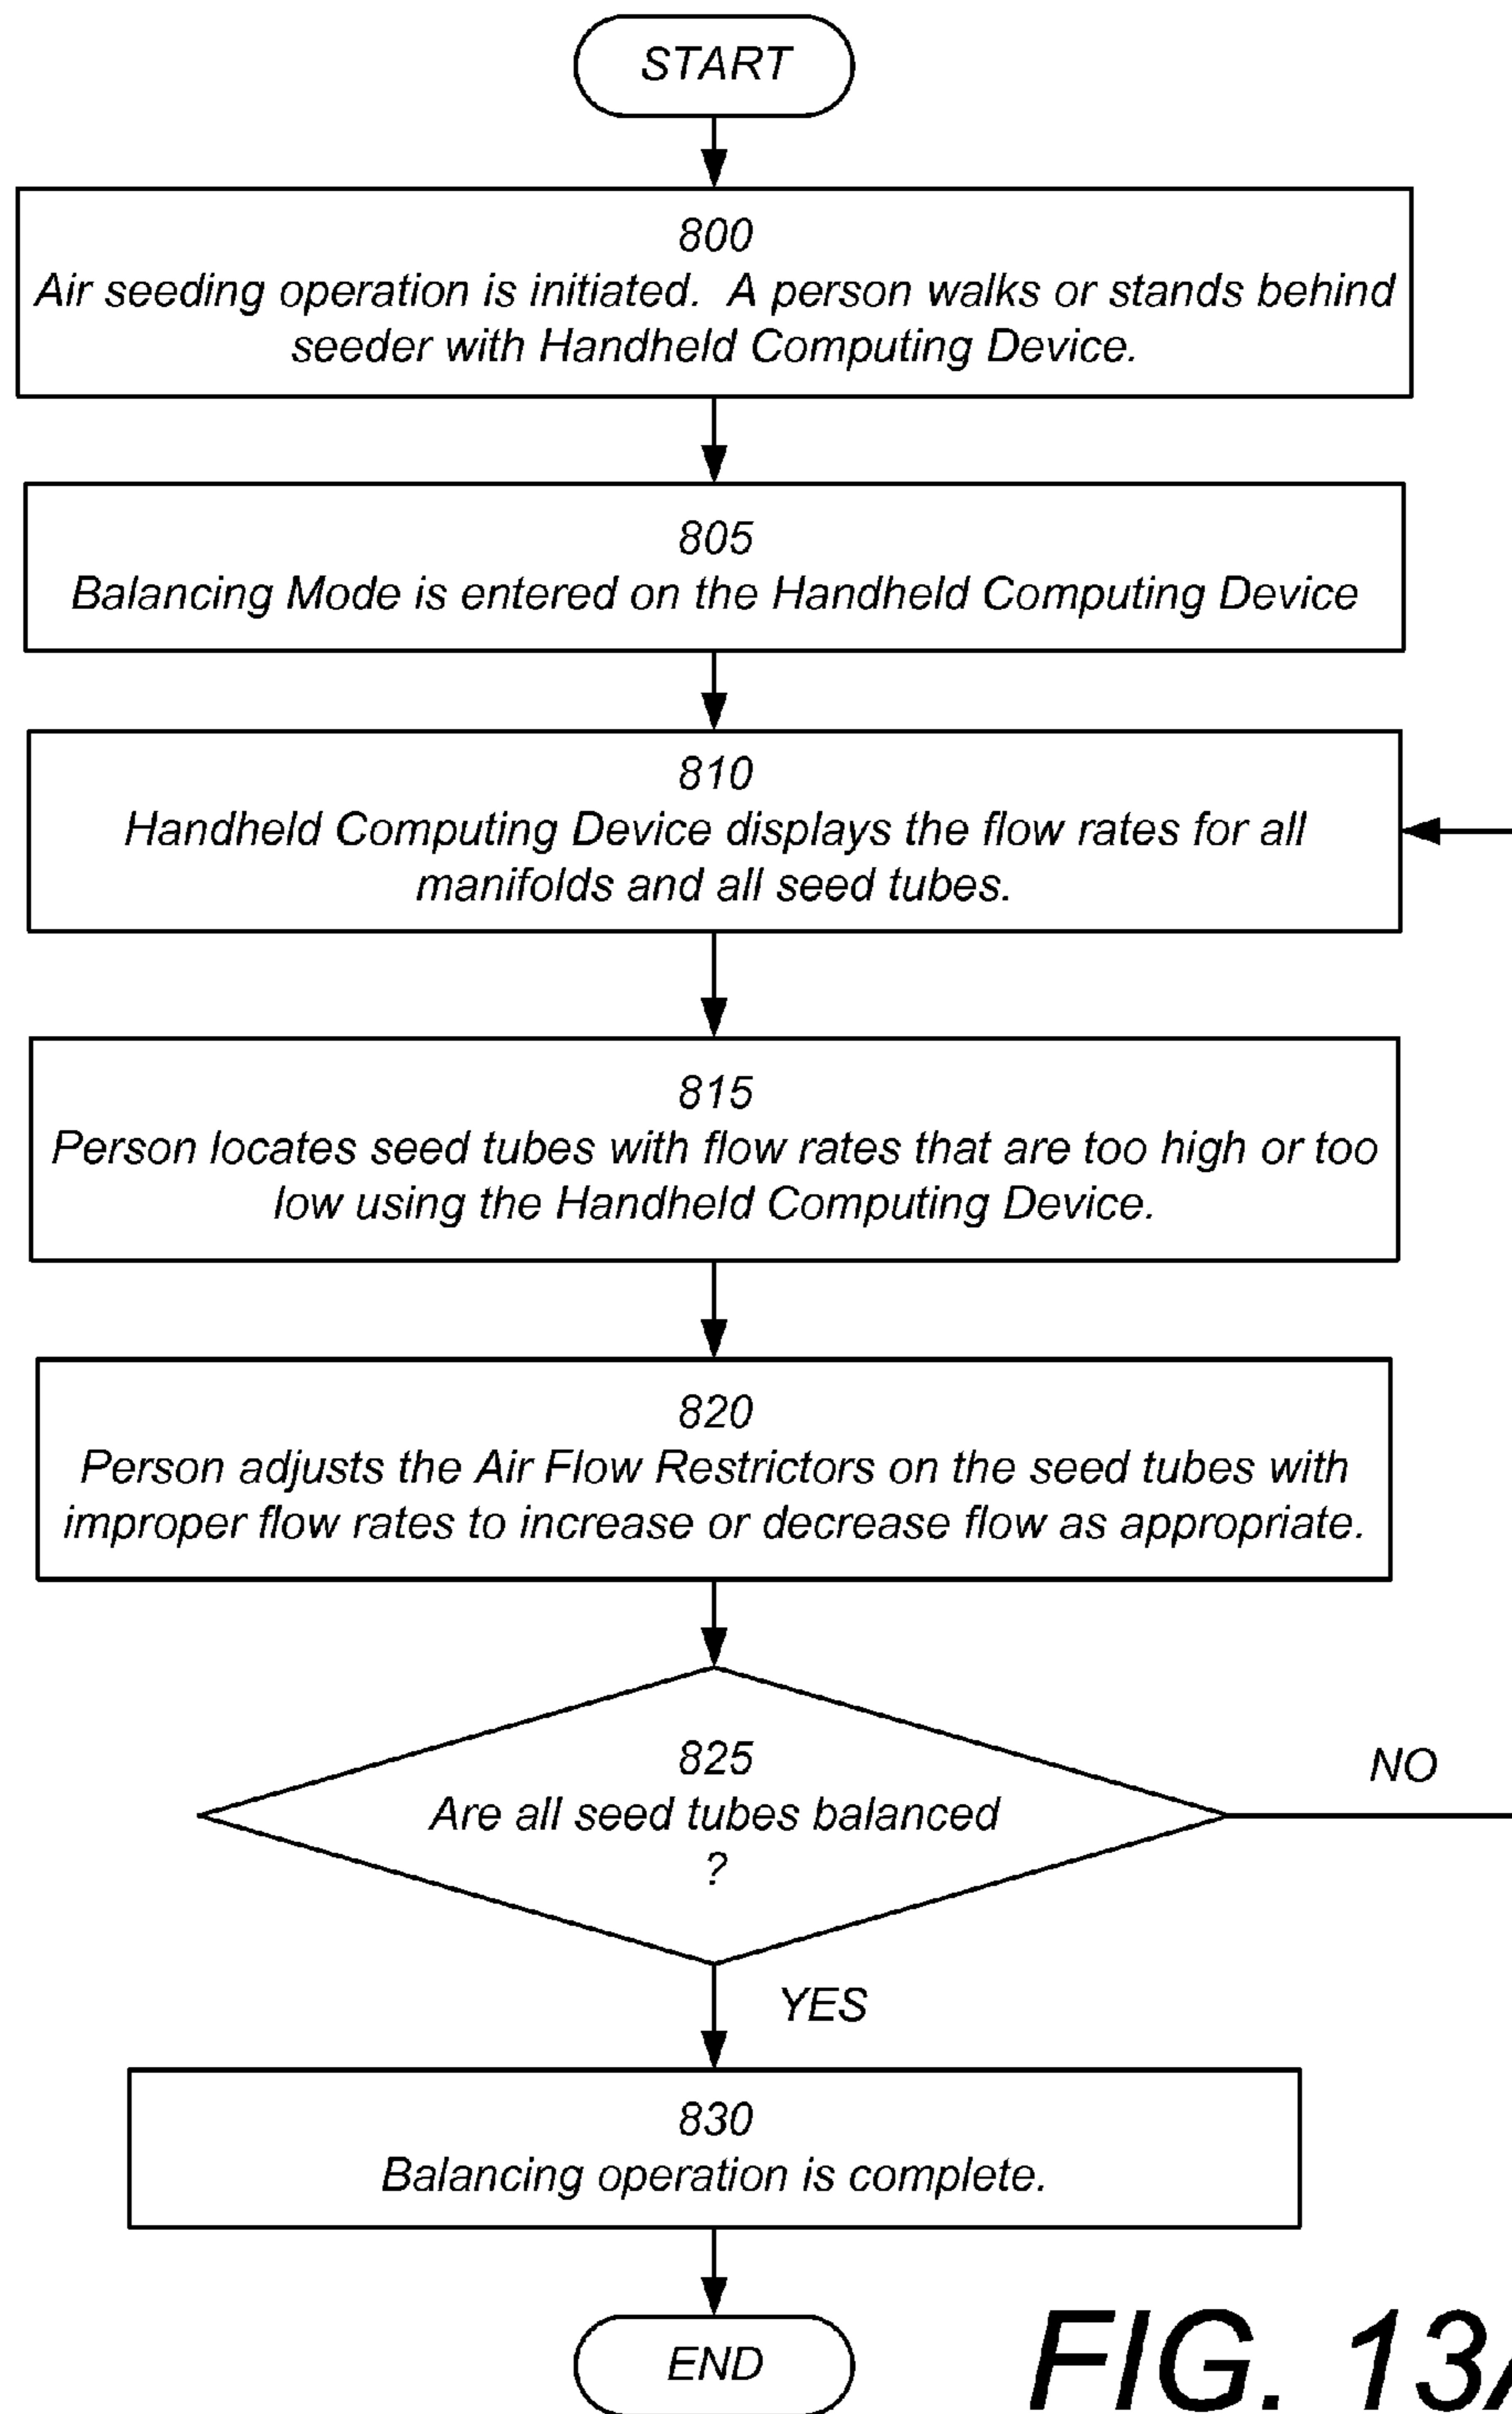 START
800
Air seeding operation is initiated. A person walks or stands behind
seeder with Handheld Computing Device.
805
Balancing Mode is entered on the Handheld Computing Device
810
Handheld Computing Device displays the flow rates for all
manifolds and all seed tubes.
815
Person locates seed tubes with flow rates that are too high or too
low using the Handheld Computing Device.
820
Person adjusts the Air Flow Restrictors on the seed tubes with
improper flow rates to increase or decrease flow as appropriate.
825
Are all seed tubes balanced
?
NO
YES
830
Balancing operation is complete.
END
FIG. 13